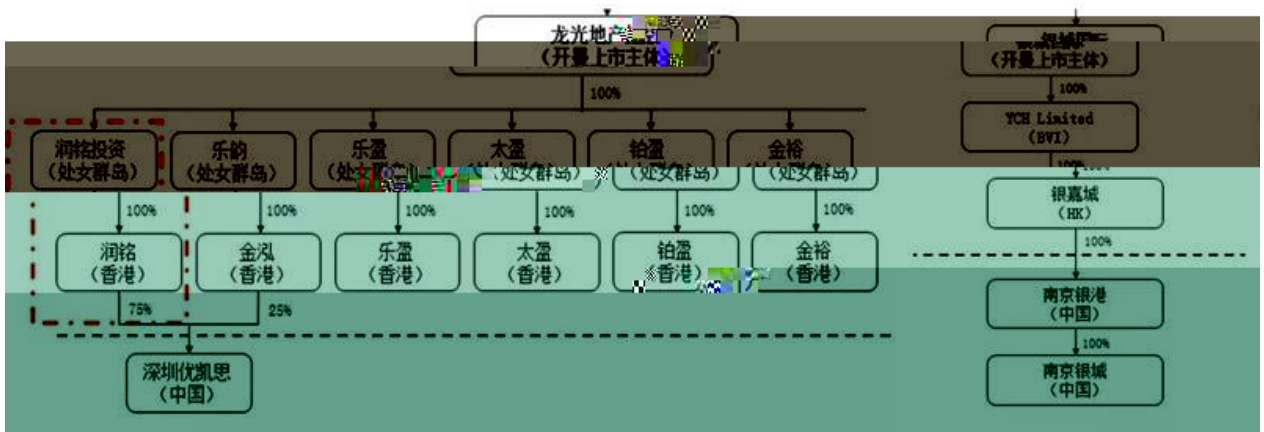 龙光地产
(开曼上市主体)
(开曼上市主体)
100%
100%
YCH Limited
(BVI)
润铭投资
(处女群岛)
乐韵
(处女群岛)
乐盈
太盈
(处女群岛)
铂盈
(处女群岛)
金裕
(处女群岛)
100%
银嘉城
(HK)
100%
100%
100%
100%
100%
100%
100%
润铭
(香港)
金泓
(香港)
乐盈
(香港)
太盈
(香港)
铂盈
(香港)
金裕
(香港)
75%
25%
南京银港
(中国)
100%
深圳优凯思
(中国)
南京银城
(中国)